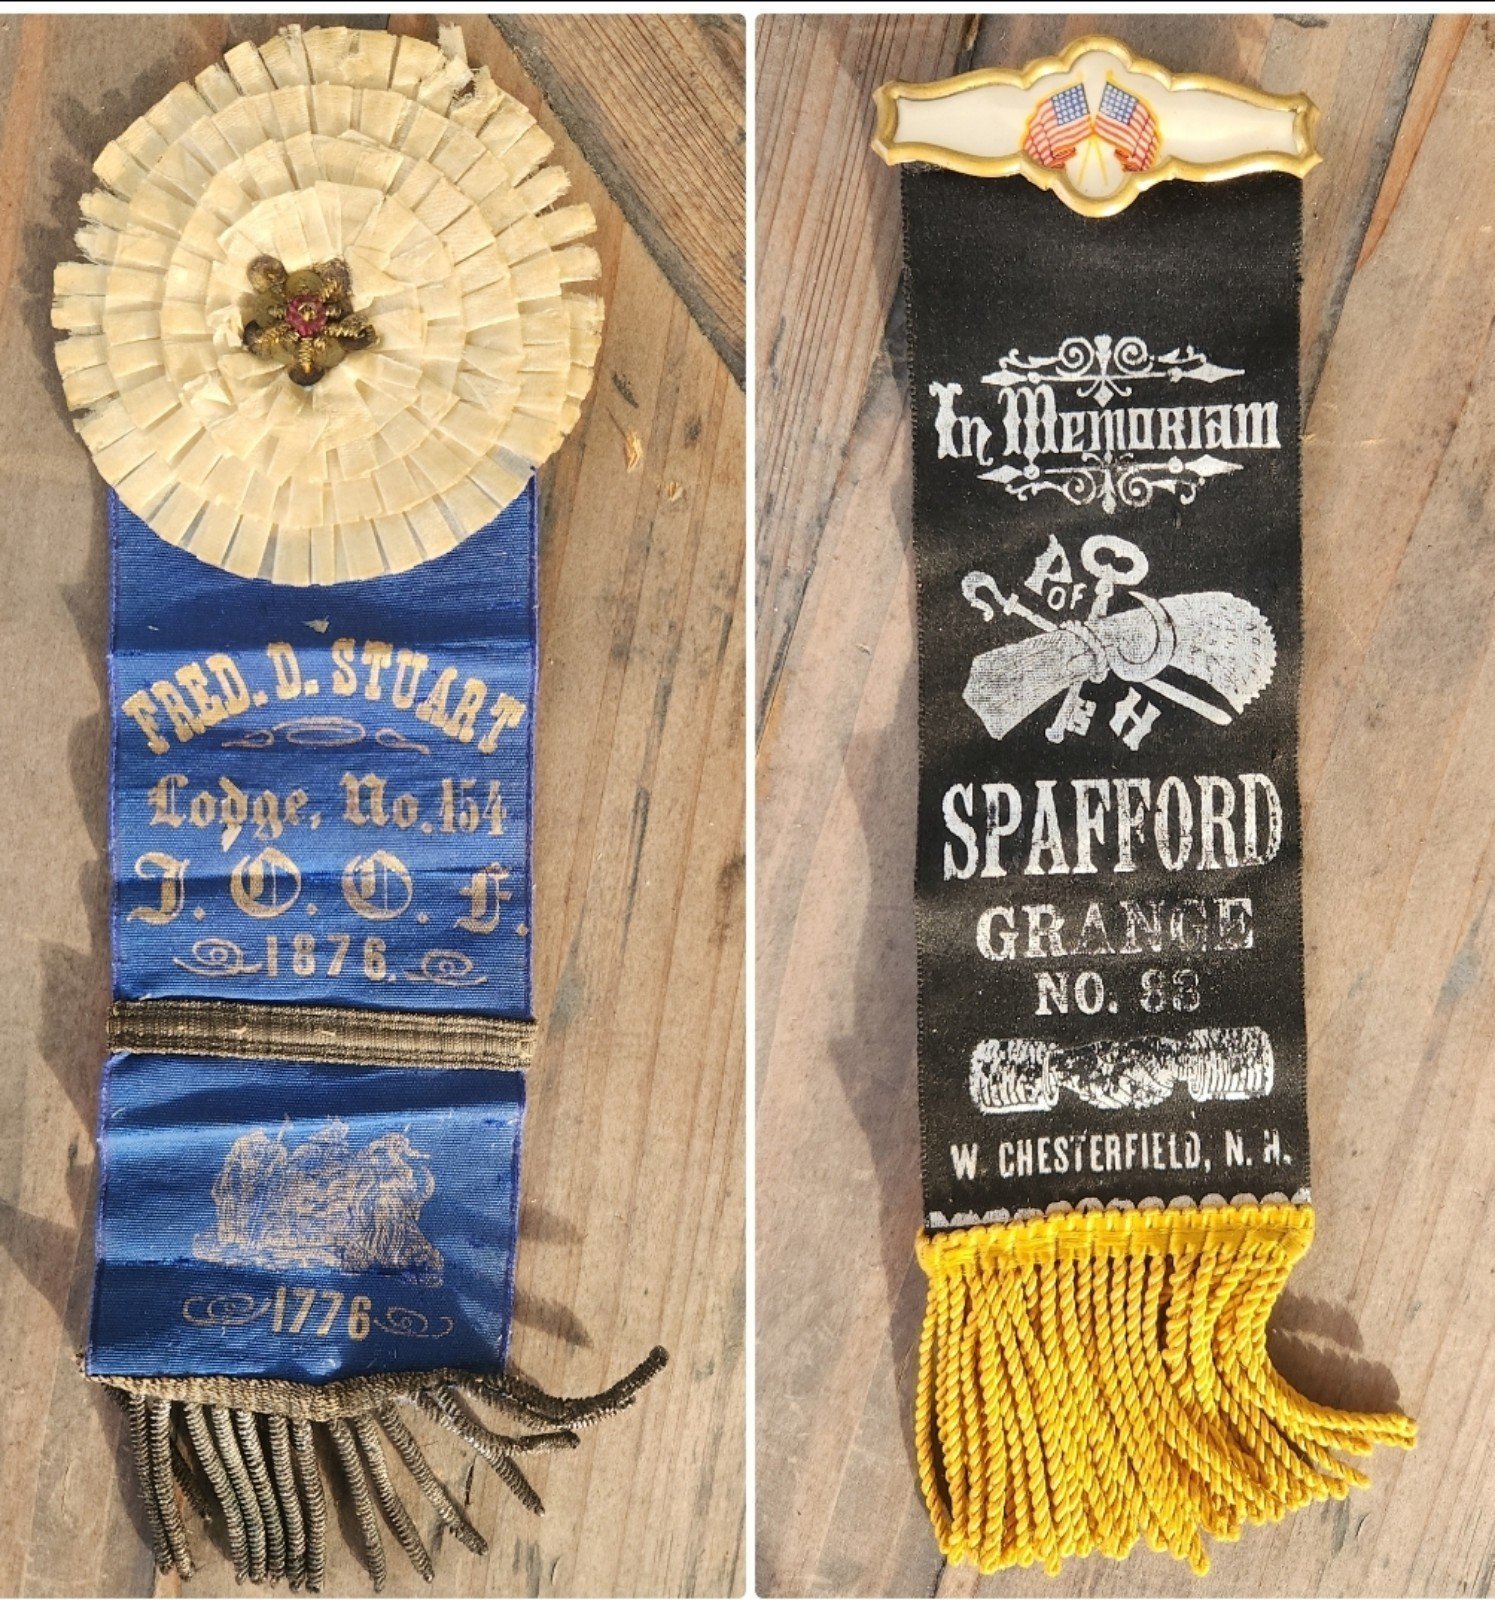 FRED. D. STUART
Lodge, No. 154
I. O. O. F.
1876.
1776
In Memoriam
A
OF
H
SPAFFORD
GRANGE
NO. 83
W. CHESTERFIELD, N. H.